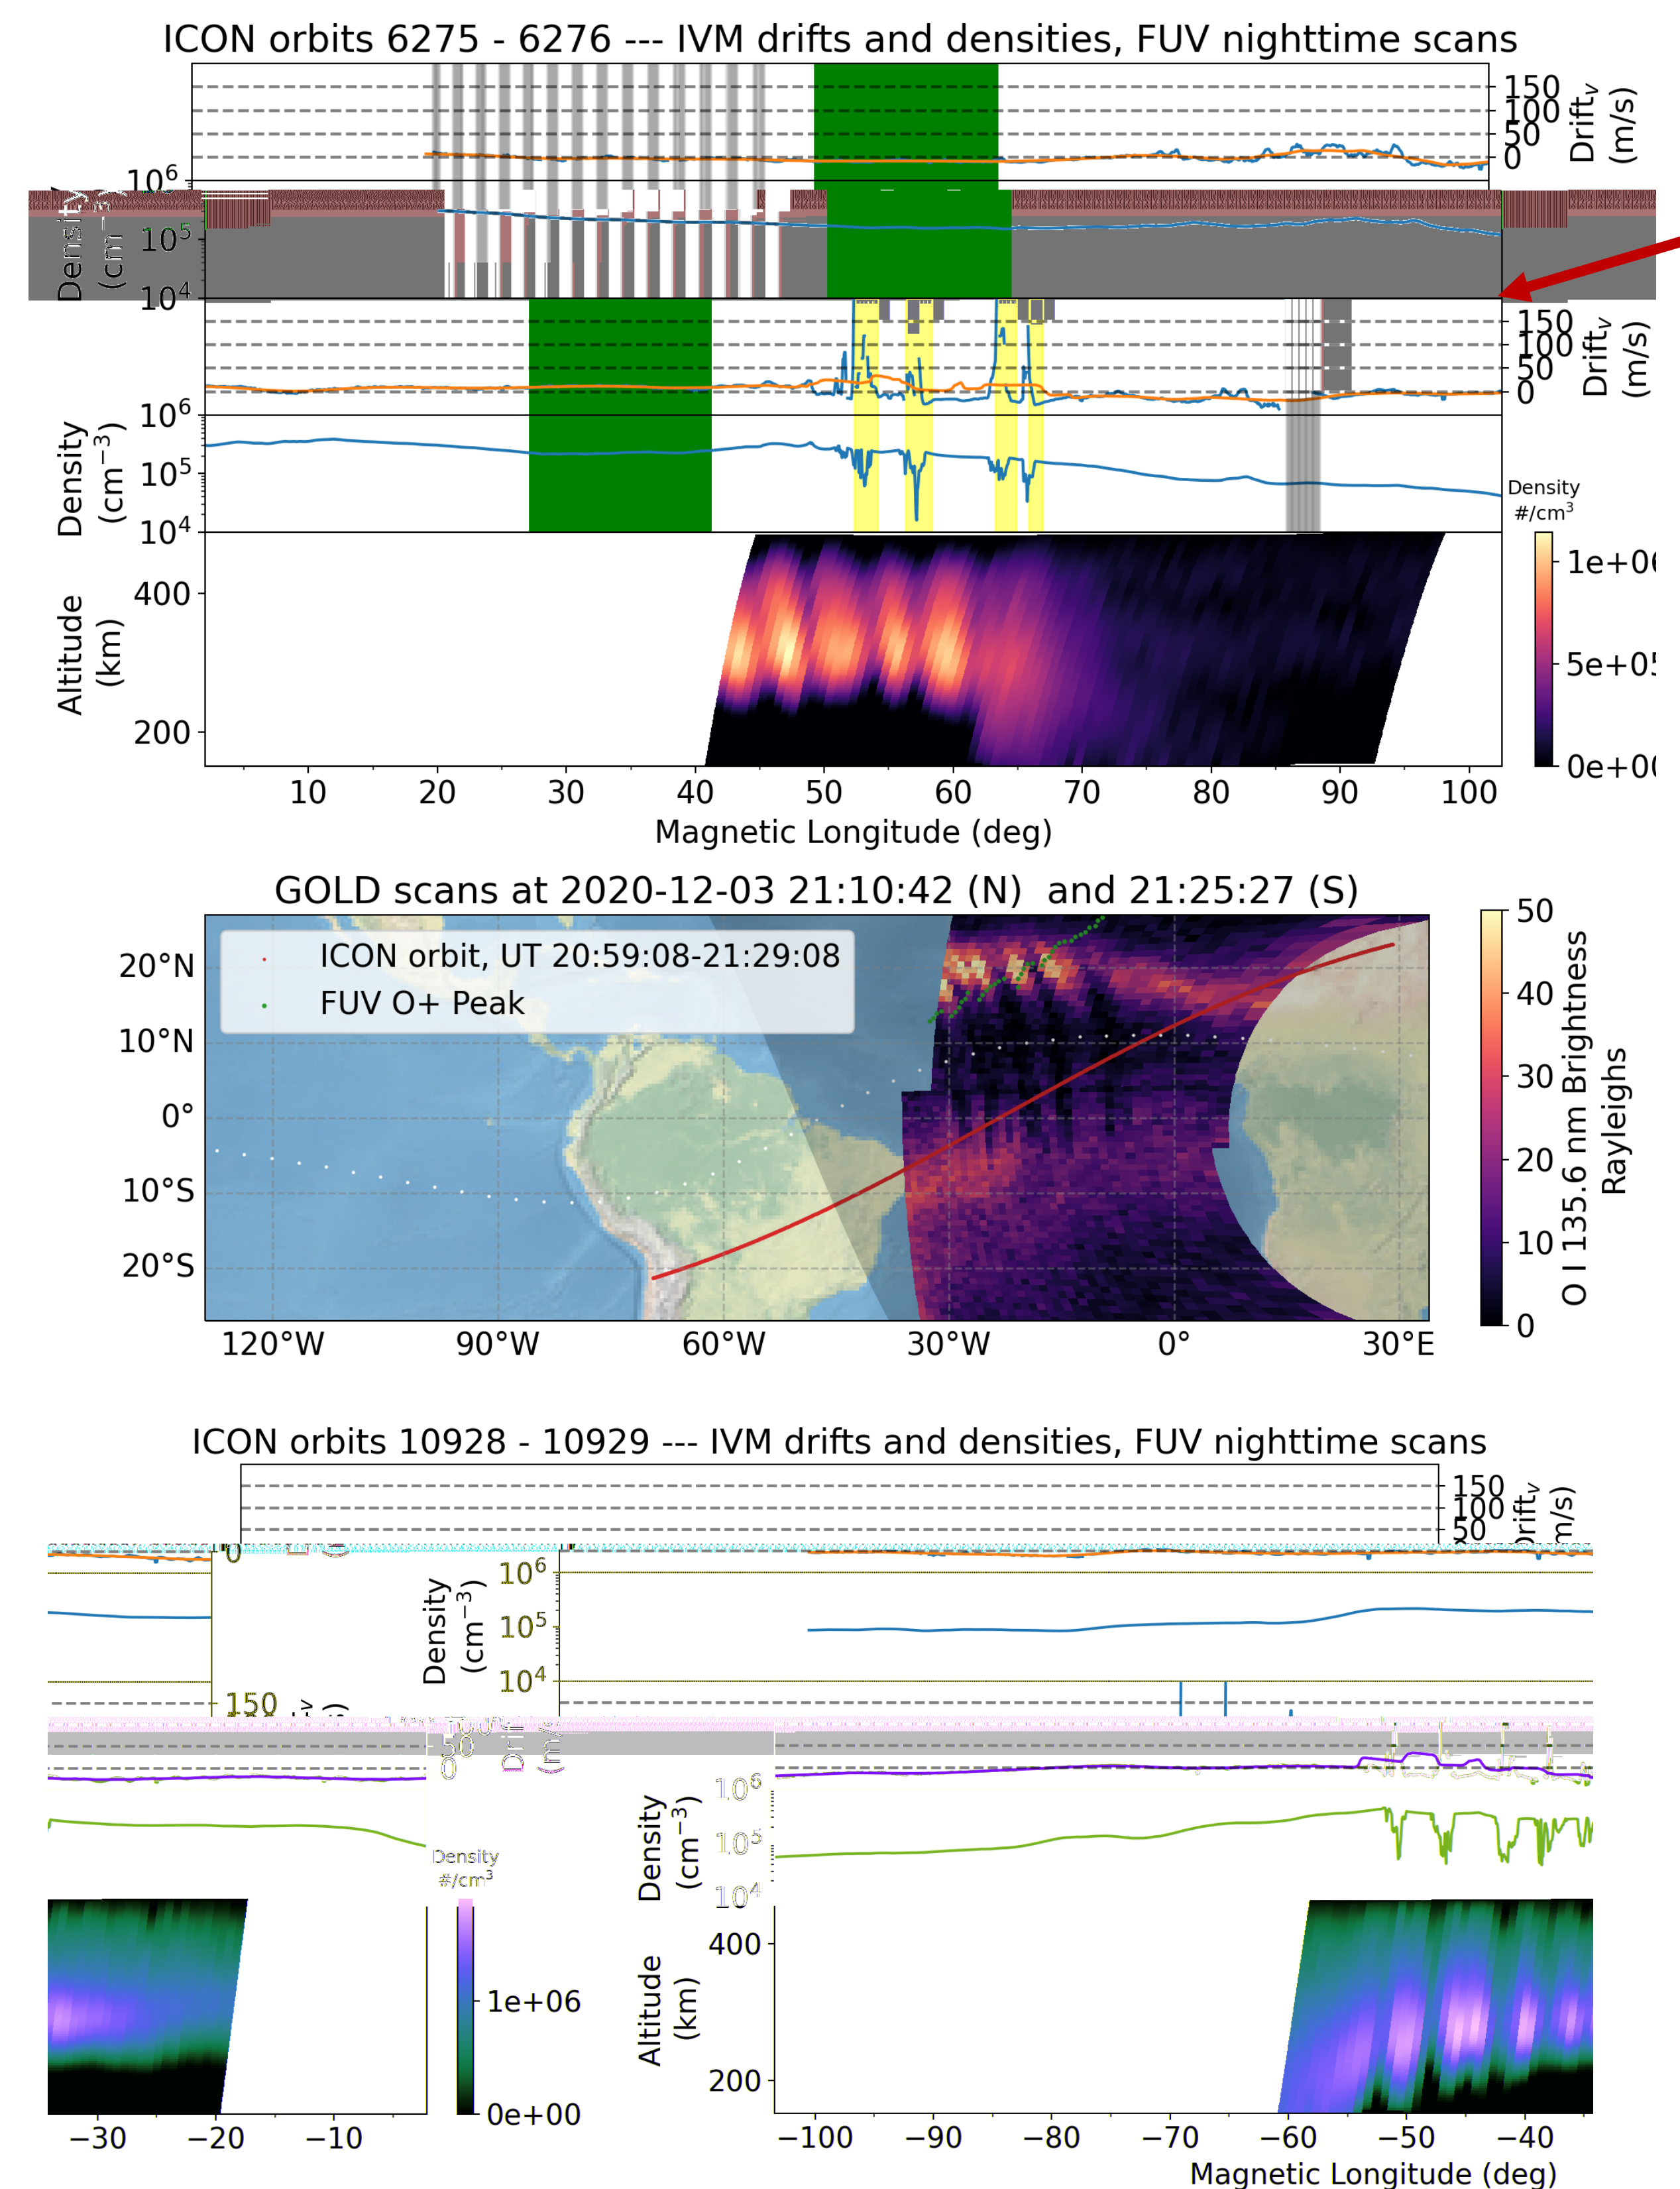 ICON orbits 6275 - 6276 --- IVM drifts and densities, FUV nighttime scans
150
100
50
0
Drift_v
(m/s)
10^6
10^5
10^4
Density
(cm^−3)
150
100
50
0
Drift_v
(m/s)
10^6
10^5
10^4
Density
(cm^−3)
Density
#/cm^3
1e+0
5e+0
0e+0
400
200
Altitude
(km)
10 20 30 40 50 60 70 80 90 100
Magnetic Longitude (deg)
GOLD scans at 2020-12-03 21:10:42 (N) and 21:25:27 (S)
ICON orbit, UT 20:59:08-21:29:08
FUV O+ Peak
20°N
10°N
0°
10°S
20°S
120°W 90°W 60°W 30°W 0° 30°E
50
40
30
20
10
0
O I 135.6 nm Brightness
Rayleighs
ICON orbits 10928 - 10929 --- IVM drifts and densities, FUV nighttime scans
150
100
50
m/s)
0
10^6
10^5
10^4
Density
(cm^−3)
150
50
0
10^6
10^5
10^4
Density
(cm^−3)
Density
#/cm^3
1e+06
0e+00
400
200
Altitude
(km)
−30 −20 −10 −100 −90 −80 −70 −60 −50 −40
Magnetic Longitude (deg)